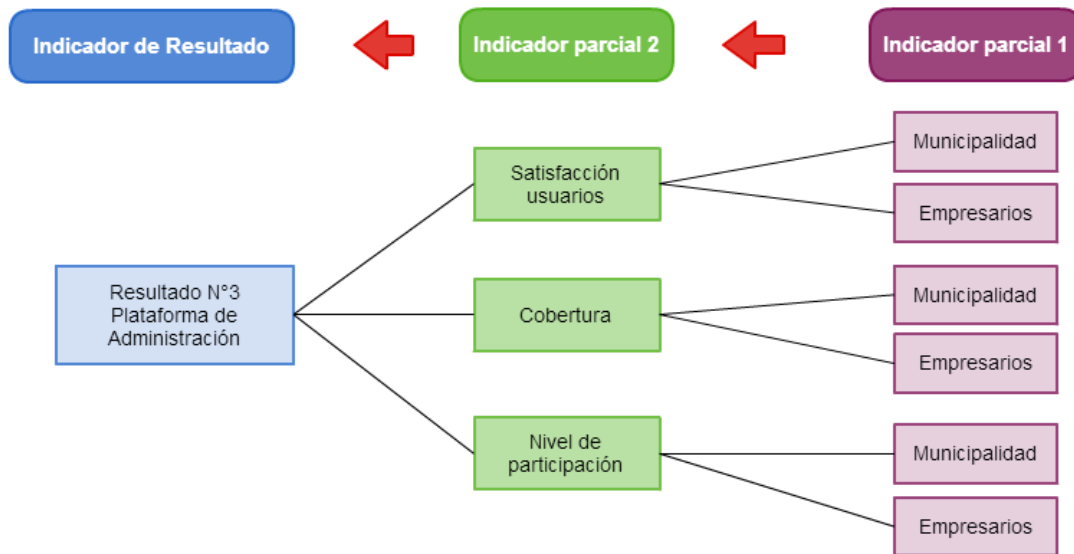 Indicador de Resultado
Indicador parcial 2
Indicador parcial 1
Municipalidad
Satisfacción
usuarios
Empresarios
Resultado N°3
Plataforma de
Administración
Cobertura
Municipalidad
Empresarios
Nivel de
participación
Municipalidad
Empresarios